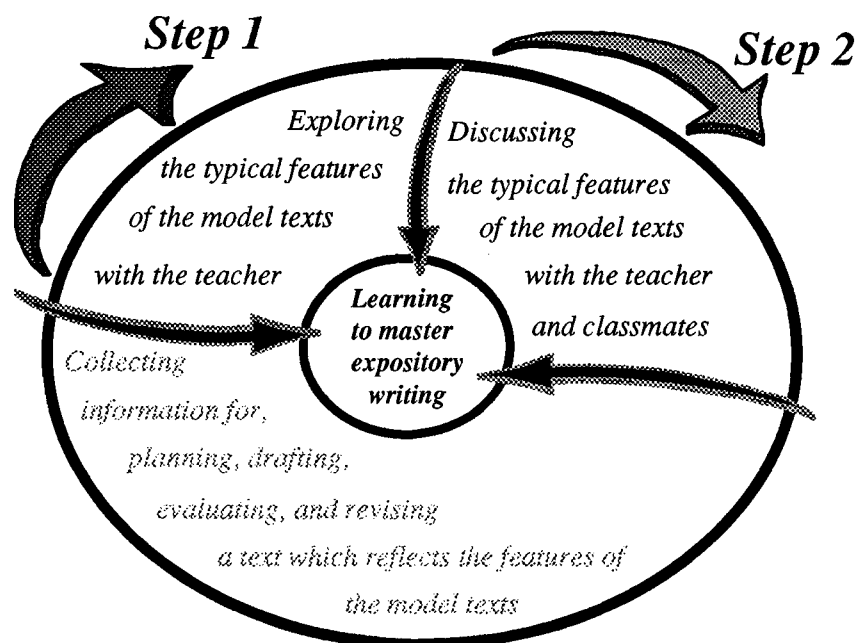 Step 1
Step 2
Exploring
the typical features
of the model texts
with the teacher
Discussing
the typical features
of the model texts
with the teacher
and classmates
Learning
to master
expository
writing
Collecting
information for,
planning, drafting,
evaluating, and revising
a text which reflects the features of
the model texts